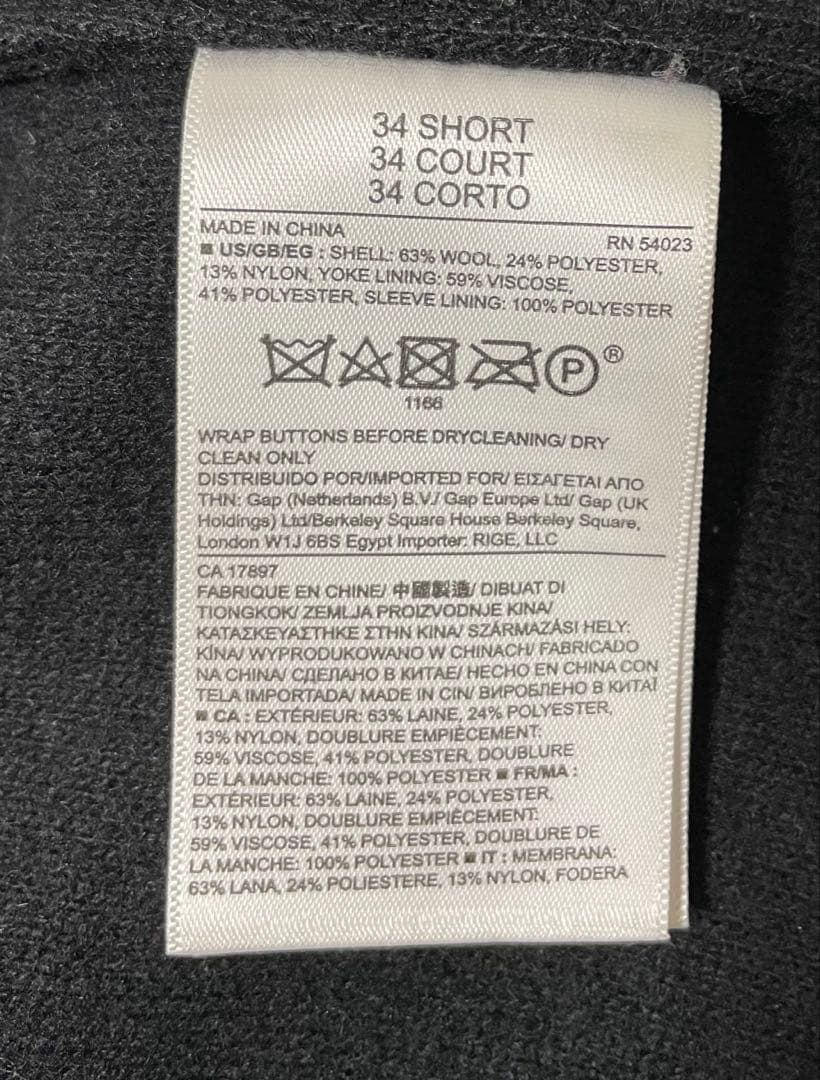 34 SHORT
34 COURT
34 CORTO
MADE IN CHINA
RN 54023
■ US/GB/EG : SHELL: 63% WOOL, 24% POLYESTER,
13% NYLON, YOKE LINING: 59% VISCOSE,
41% POLYESTER, SLEEVE LINING: 100% POLYESTER
P ®
1166
WRAP BUTTONS BEFORE DRYCLEANING/ DRY
CLEAN ONLY
DISTRIBUIDO POR/IMPORTED FOR/ ΕΙΣΑΓΕΤΑΙ ΑΠΟ
ΤΗΝ: Gap (Netherlands) B.V./ Gap Europe Ltd/ Gap (UK
Holdings) Ltd/Berkeley Square House Berkeley Square,
London W1J 6BS Egypt Importer: RIGE, LLC
CA 17897
FABRIQUE EN CHINE/ 中國製造/ DIBUAT DI
TIONGKOK/ ZEMLJA PROIZVODNJE KINA/
ΚΑΤΑΣΚΕΥΑΣΤΗΚΕ ΣΤΗΝ ΚΙΝΑ/ SZÁRMAZÁSI HELY:
KÍNA/ WYPRODUKOWANO W CHINACH/ FABRICADO
NA CHINA/ СДЕЛАНО В КИТАЕ/ HECHO EN CHINA CON
TELA IMPORTADA/ MADE IN CIN/ ВИРОБЛЕНО В КИТАЇ
■ CA : EXTÉRIEUR: 63% LAINE, 24% POLYESTER,
13% NYLON, DOUBLURE EMPIÈCEMENT:
59% VISCOSE, 41% POLYESTER, DOUBLURE
DE LA MANCHE: 100% POLYESTER ■ FR/MA :
EXTÉRIEUR: 63% LAINE, 24% POLYESTER,
13% NYLON, DOUBLURE EMPIÈCEMENT:
59% VISCOSE, 41% POLYESTER, DOUBLURE DE
LA MANCHE: 100% POLYESTER ■ IT : MEMBRANA:
63% LANA, 24% POLIESTERE, 13% NYLON, FODERA